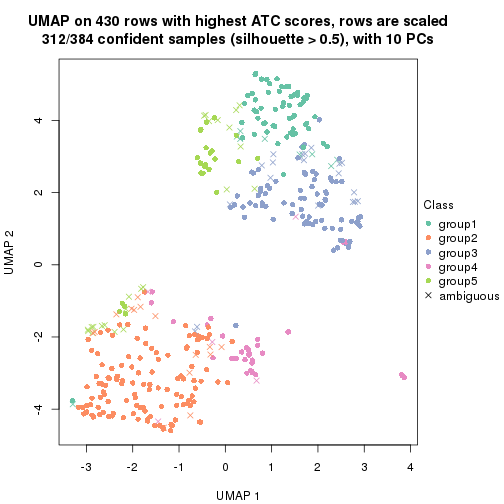 UMAP on 430 rows with highest ATC scores, rows are scaled
312/384 confident samples (silhouette > 0.5), with 10 PCs
4
2
0
-2
-4
UMAP 2
-3
-2
-1
0
1
2
3
4
UMAP 1
Class
group1
group2
group3
group4
group5
ambiguous